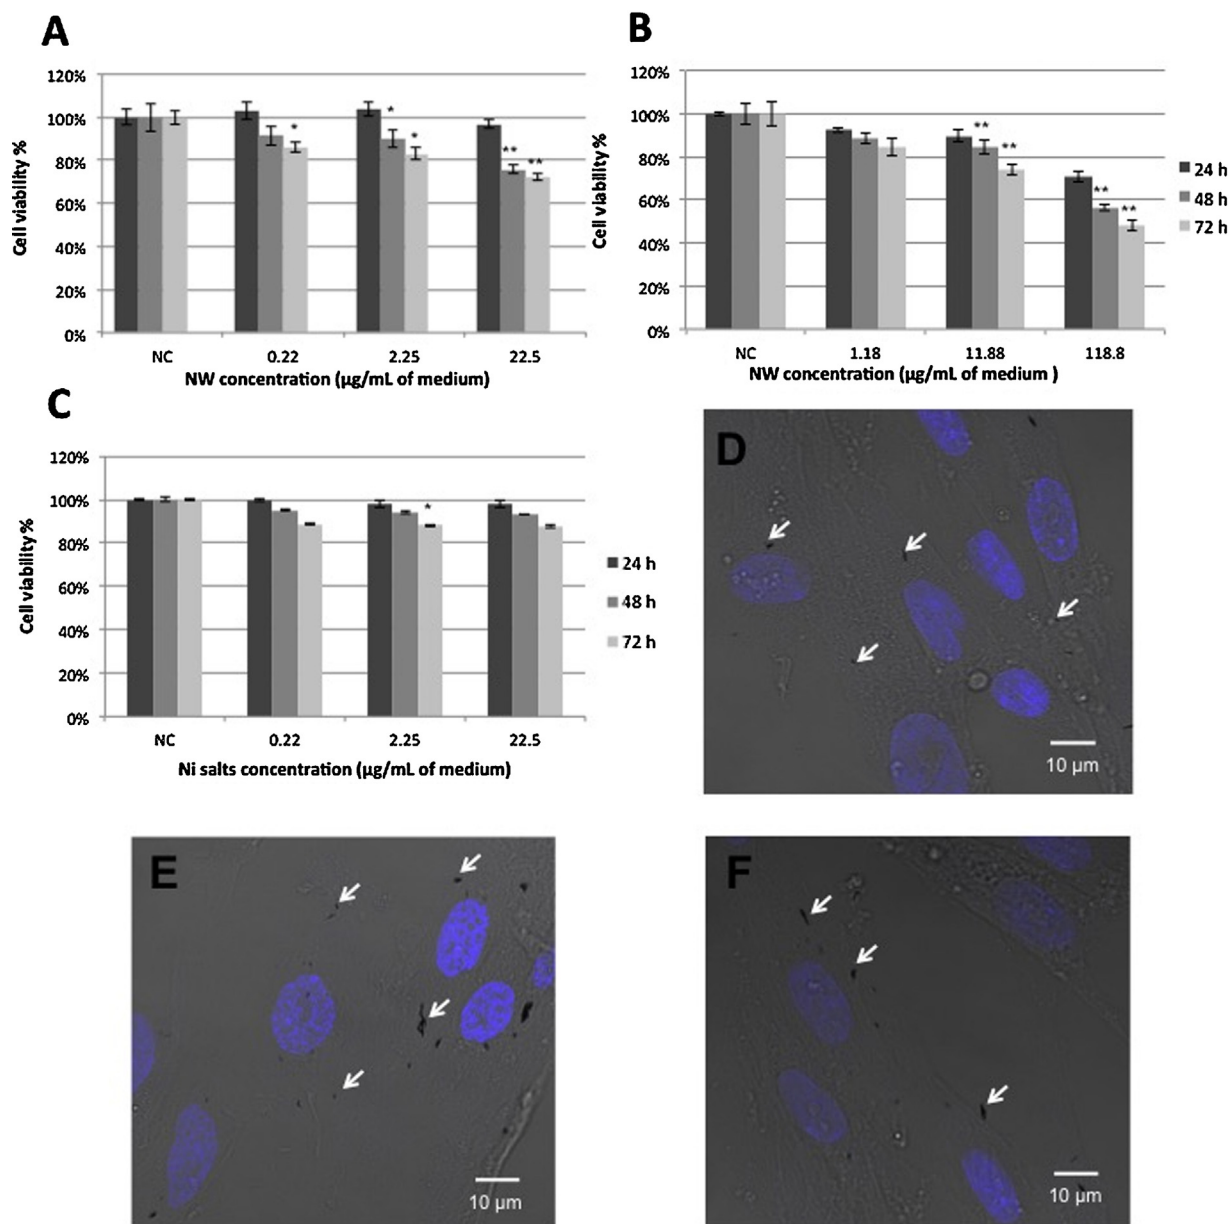 A
120%
100%
80%
60%
40%
20%
0%
Cell viability %
* * * ** **
NC 0.22 2.25 22.5
NW concentration (µg/mL of medium)
B
120%
100%
80%
60%
40%
20%
0%
Cell viability %
** ** ** **
NC 1.18 11.88 118.8
NW concentration (µg/mL of medium )
24 h
48 h
72 h
C
120%
100%
80%
60%
40%
20%
0%
Cell viability %
*
NC 0.22 2.25 22.5
Ni salts concentration (µg/mL of medium)
24 h
48 h
72 h
D
10 µm
E
10 µm
F
10 µm